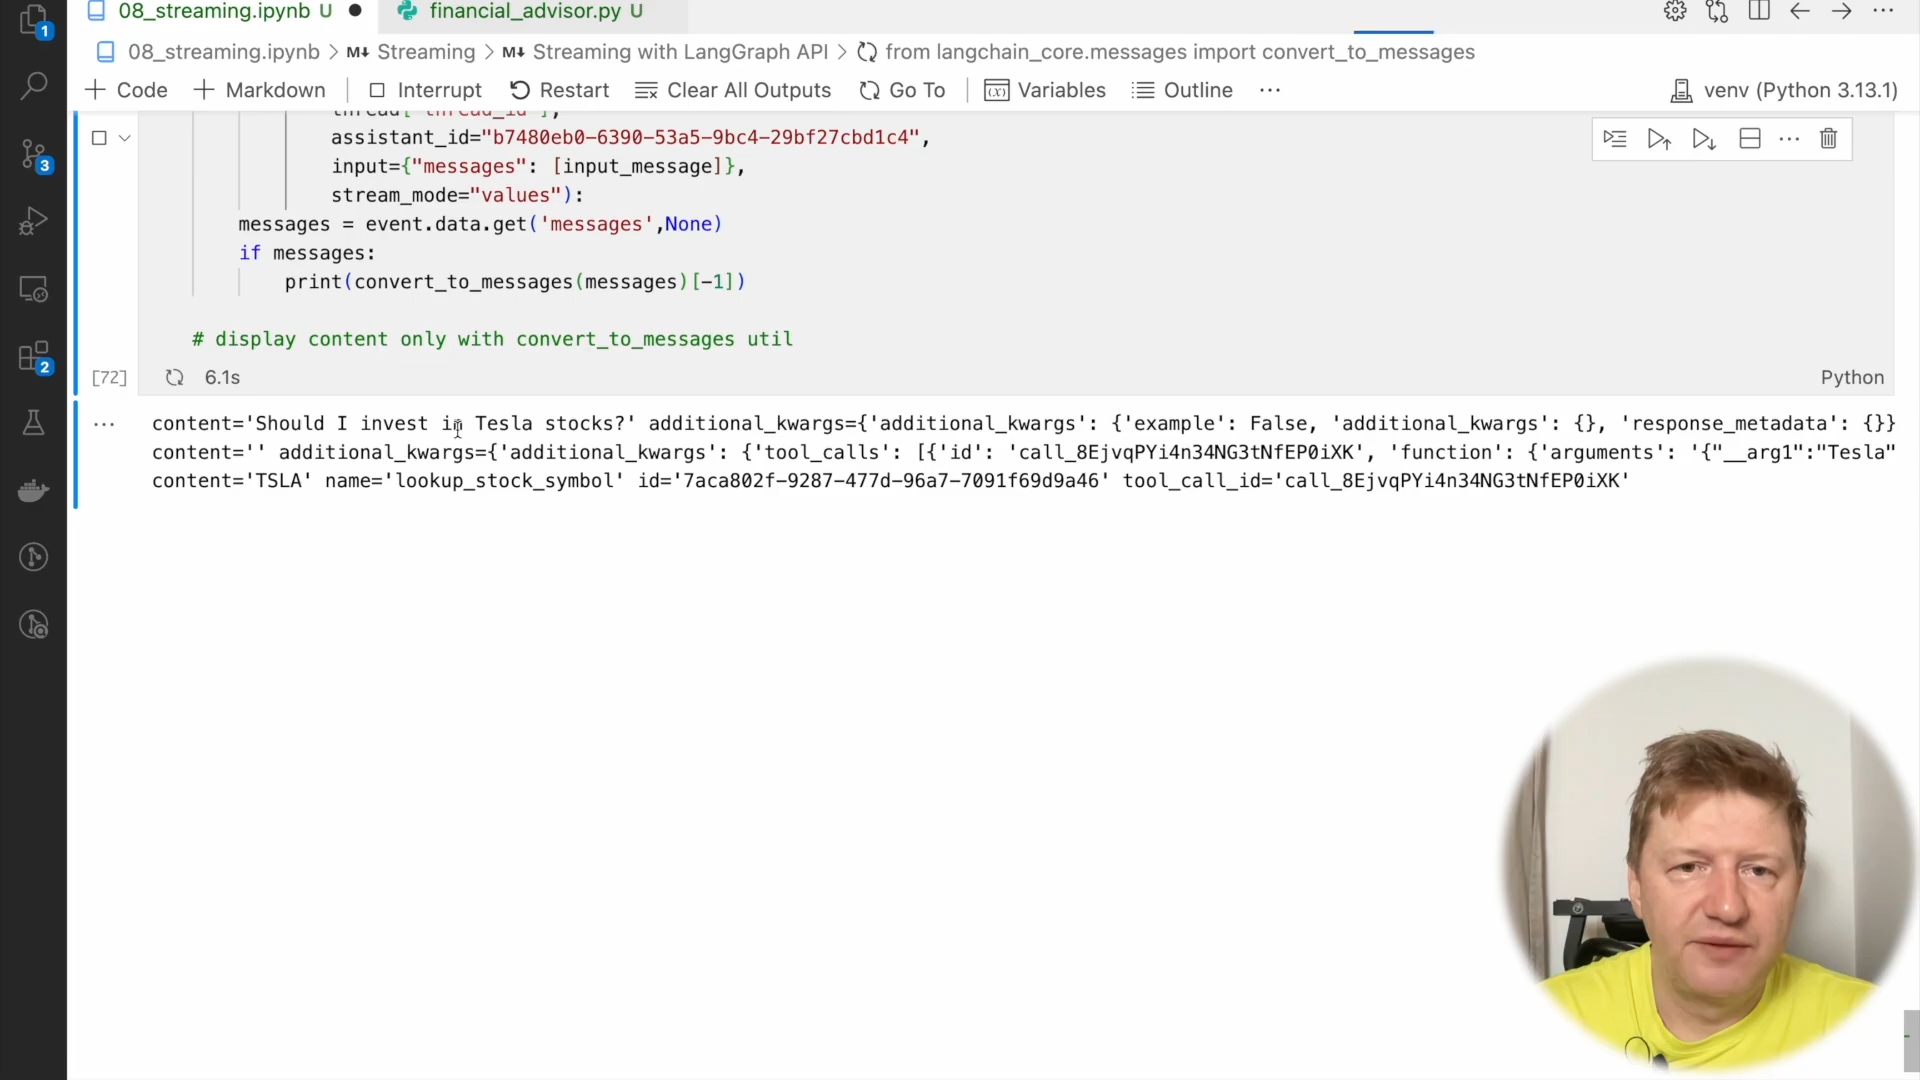 08_streaming.ipynb U
financial_advisor.py U
08_streaming.ipynb > M↓ Streaming > M↓ Streaming with LangGraph API > from langchain_core.messages import convert_to_messages
+ Code + Markdown | Interrupt Restart Clear All Outputs Go To | Variables Outline ...
venv (Python 3.13.1)
1
3
2
thread["thread_id"],
assistant_id="b7480eb0-6390-53a5-9bc4-29bf27cbd1c4",
input={"messages": [input_message]},
stream_mode="values"):
messages = event.data.get('messages',None)
if messages:
print(convert_to_messages(messages)[-1])
# display content only with convert_to_messages util
[72]
6.1s
Python
content='Should I invest in Tesla stocks?' additional_kwargs={'additional_kwargs': {'example': False, 'additional_kwargs': {}, 'response_metadata': {}}
content='' additional_kwargs={'additional_kwargs': {'tool_calls': [{'id': 'call_8EjvqPYi4n34NG3tNfEP0iXK', 'function': {'arguments': '{"__arg1":"Tesla"
content='TSLA' name='lookup_stock_symbol' id='7aca802f-9287-477d-96a7-7091f69d9a46' tool_call_id='call_8EjvqPYi4n34NG3tNfEP0iXK'